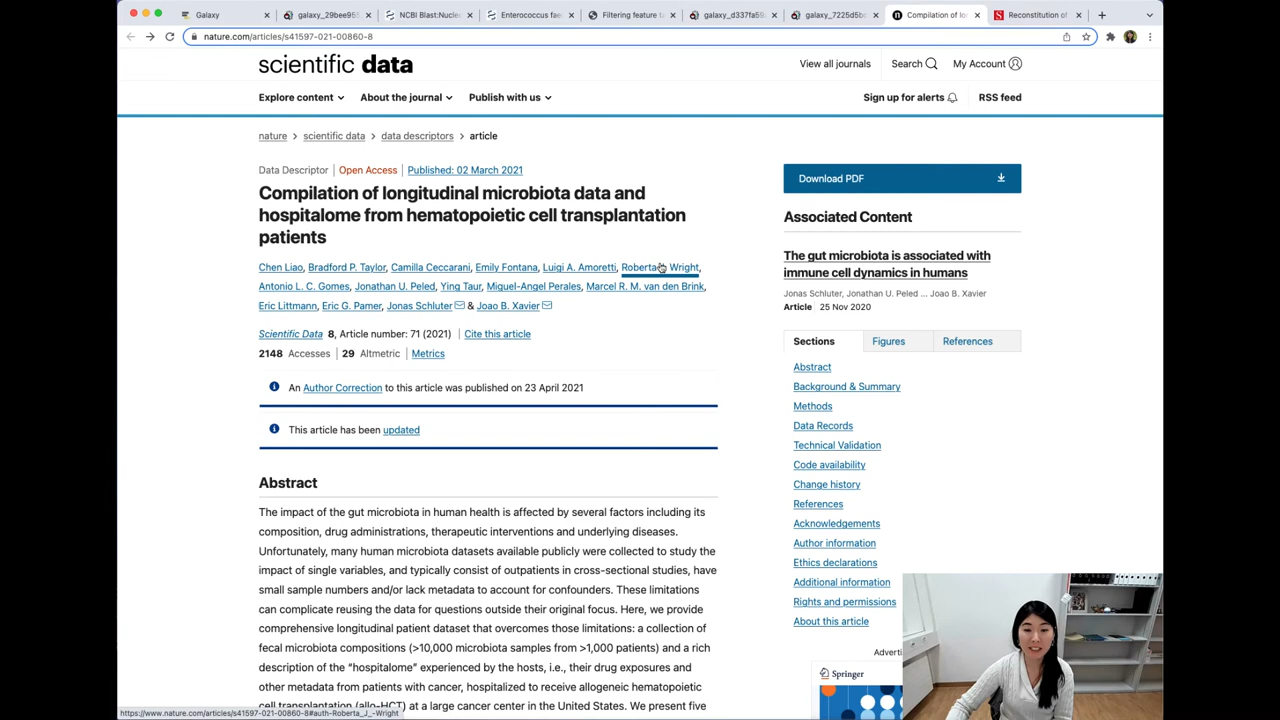 Galaxy
galaxy_29bee955
NCBI Blast:Nucle
Enterococcus fae
Filtering feature ta
galaxy_d337fa59
galaxy_7225d5b
Compilation of lo
Reconstitution of
nature.com/articles/s41597-021-00860-8
scientific data
View all journals
Search
My Account
Explore content
About the journal
Publish with us
Sign up for alerts
RSS feed
nature > scientific data > data descriptors > article
Data Descriptor | Open Access | Published: 02 March 2021
Compilation of longitudinal microbiota data and
hospitalome from hematopoietic cell transplantation
patients
Chen Liao, Bradford P. Taylor, Camilla Ceccarani, Emily Fontana, Luigi A. Amoretti, Roberta Wright,
Antonio L. C. Gomes, Jonathan U. Peled, Ying Taur, Miguel-Angel Perales, Marcel R. M. van den Brink,
Eric Littmann, Eric G. Pamer, Jonas Schluter & Joao B. Xavier
Scientific Data 8, Article number: 71 (2021) | Cite this article
2148 Accesses | 29 Altmetric | Metrics
An Author Correction to this article was published on 23 April 2021
This article has been updated
Abstract
The impact of the gut microbiota in human health is affected by several factors including its
composition, drug administrations, therapeutic interventions and underlying diseases.
Unfortunately, many human microbiota datasets available publicly were collected to study the
impact of single variables, and typically consist of outpatients in cross-sectional studies, have
small sample numbers and/or lack metadata to account for confounders. These limitations
can complicate reusing the data for questions outside their original focus. Here, we provide
comprehensive longitudinal patient dataset that overcomes those limitations: a collection of
fecal microbiota compositions (>10,000 microbiota samples from >1,000 patients) and a rich
description of the “hospitalome” experienced by the hosts, i.e., their drug exposures and
other metadata from patients with cancer, hospitalized to receive allogeneic hematopoietic
cell transplantation (allo-HCT) at a large cancer center in the United States. We present five
Download PDF
Associated Content
The gut microbiota is associated with
immune cell dynamics in humans
Jonas Schluter, Jonathan U. Peled ... Joao B. Xavier
Article | 25 Nov 2020
Sections
Figures
References
Abstract
Background & Summary
Methods
Data Records
Technical Validation
Code availability
Change history
References
Acknowledgements
Author information
Ethics declarations
Additional information
Rights and permissions
About this article
Adverti
Springer
https://www.nature.com/articles/s41597-021-00860-8#auth-Roberta_J_-Wright